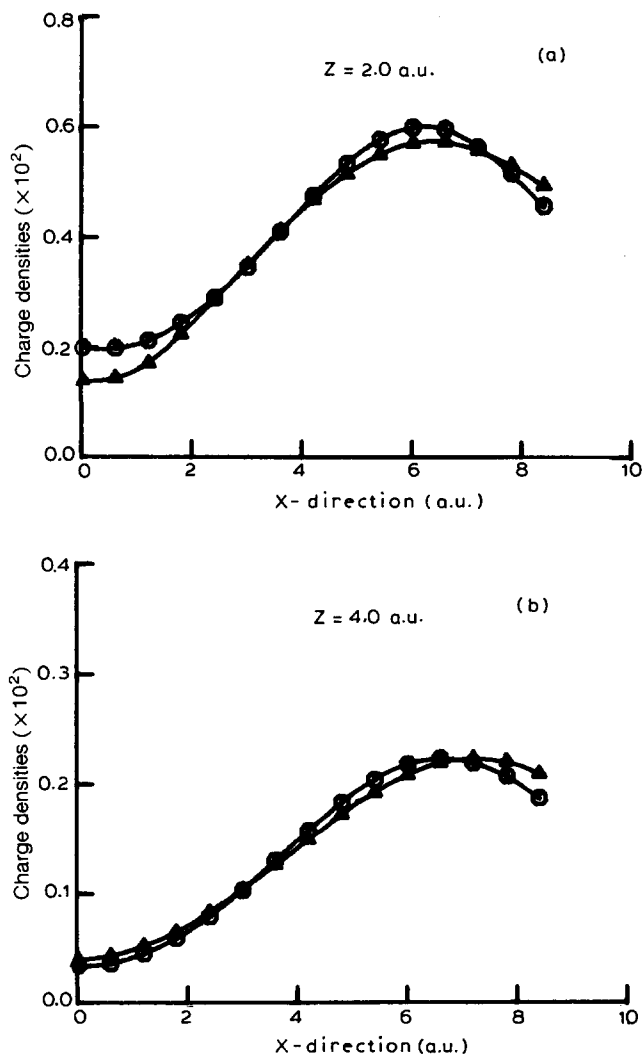 0.8
(a)
Z = 2.0 a.u.
0.6
0.4
0.2
0.0
Charge densities (×10²)
0 2 4 6 8 10
X-direction (a.u.)
0.4
(b)
Z = 4.0 a.u.
0.3
0.2
0.1
0.0
Charge densities (×10²)
0 2 4 6 8 10
X-direction (a.u.)